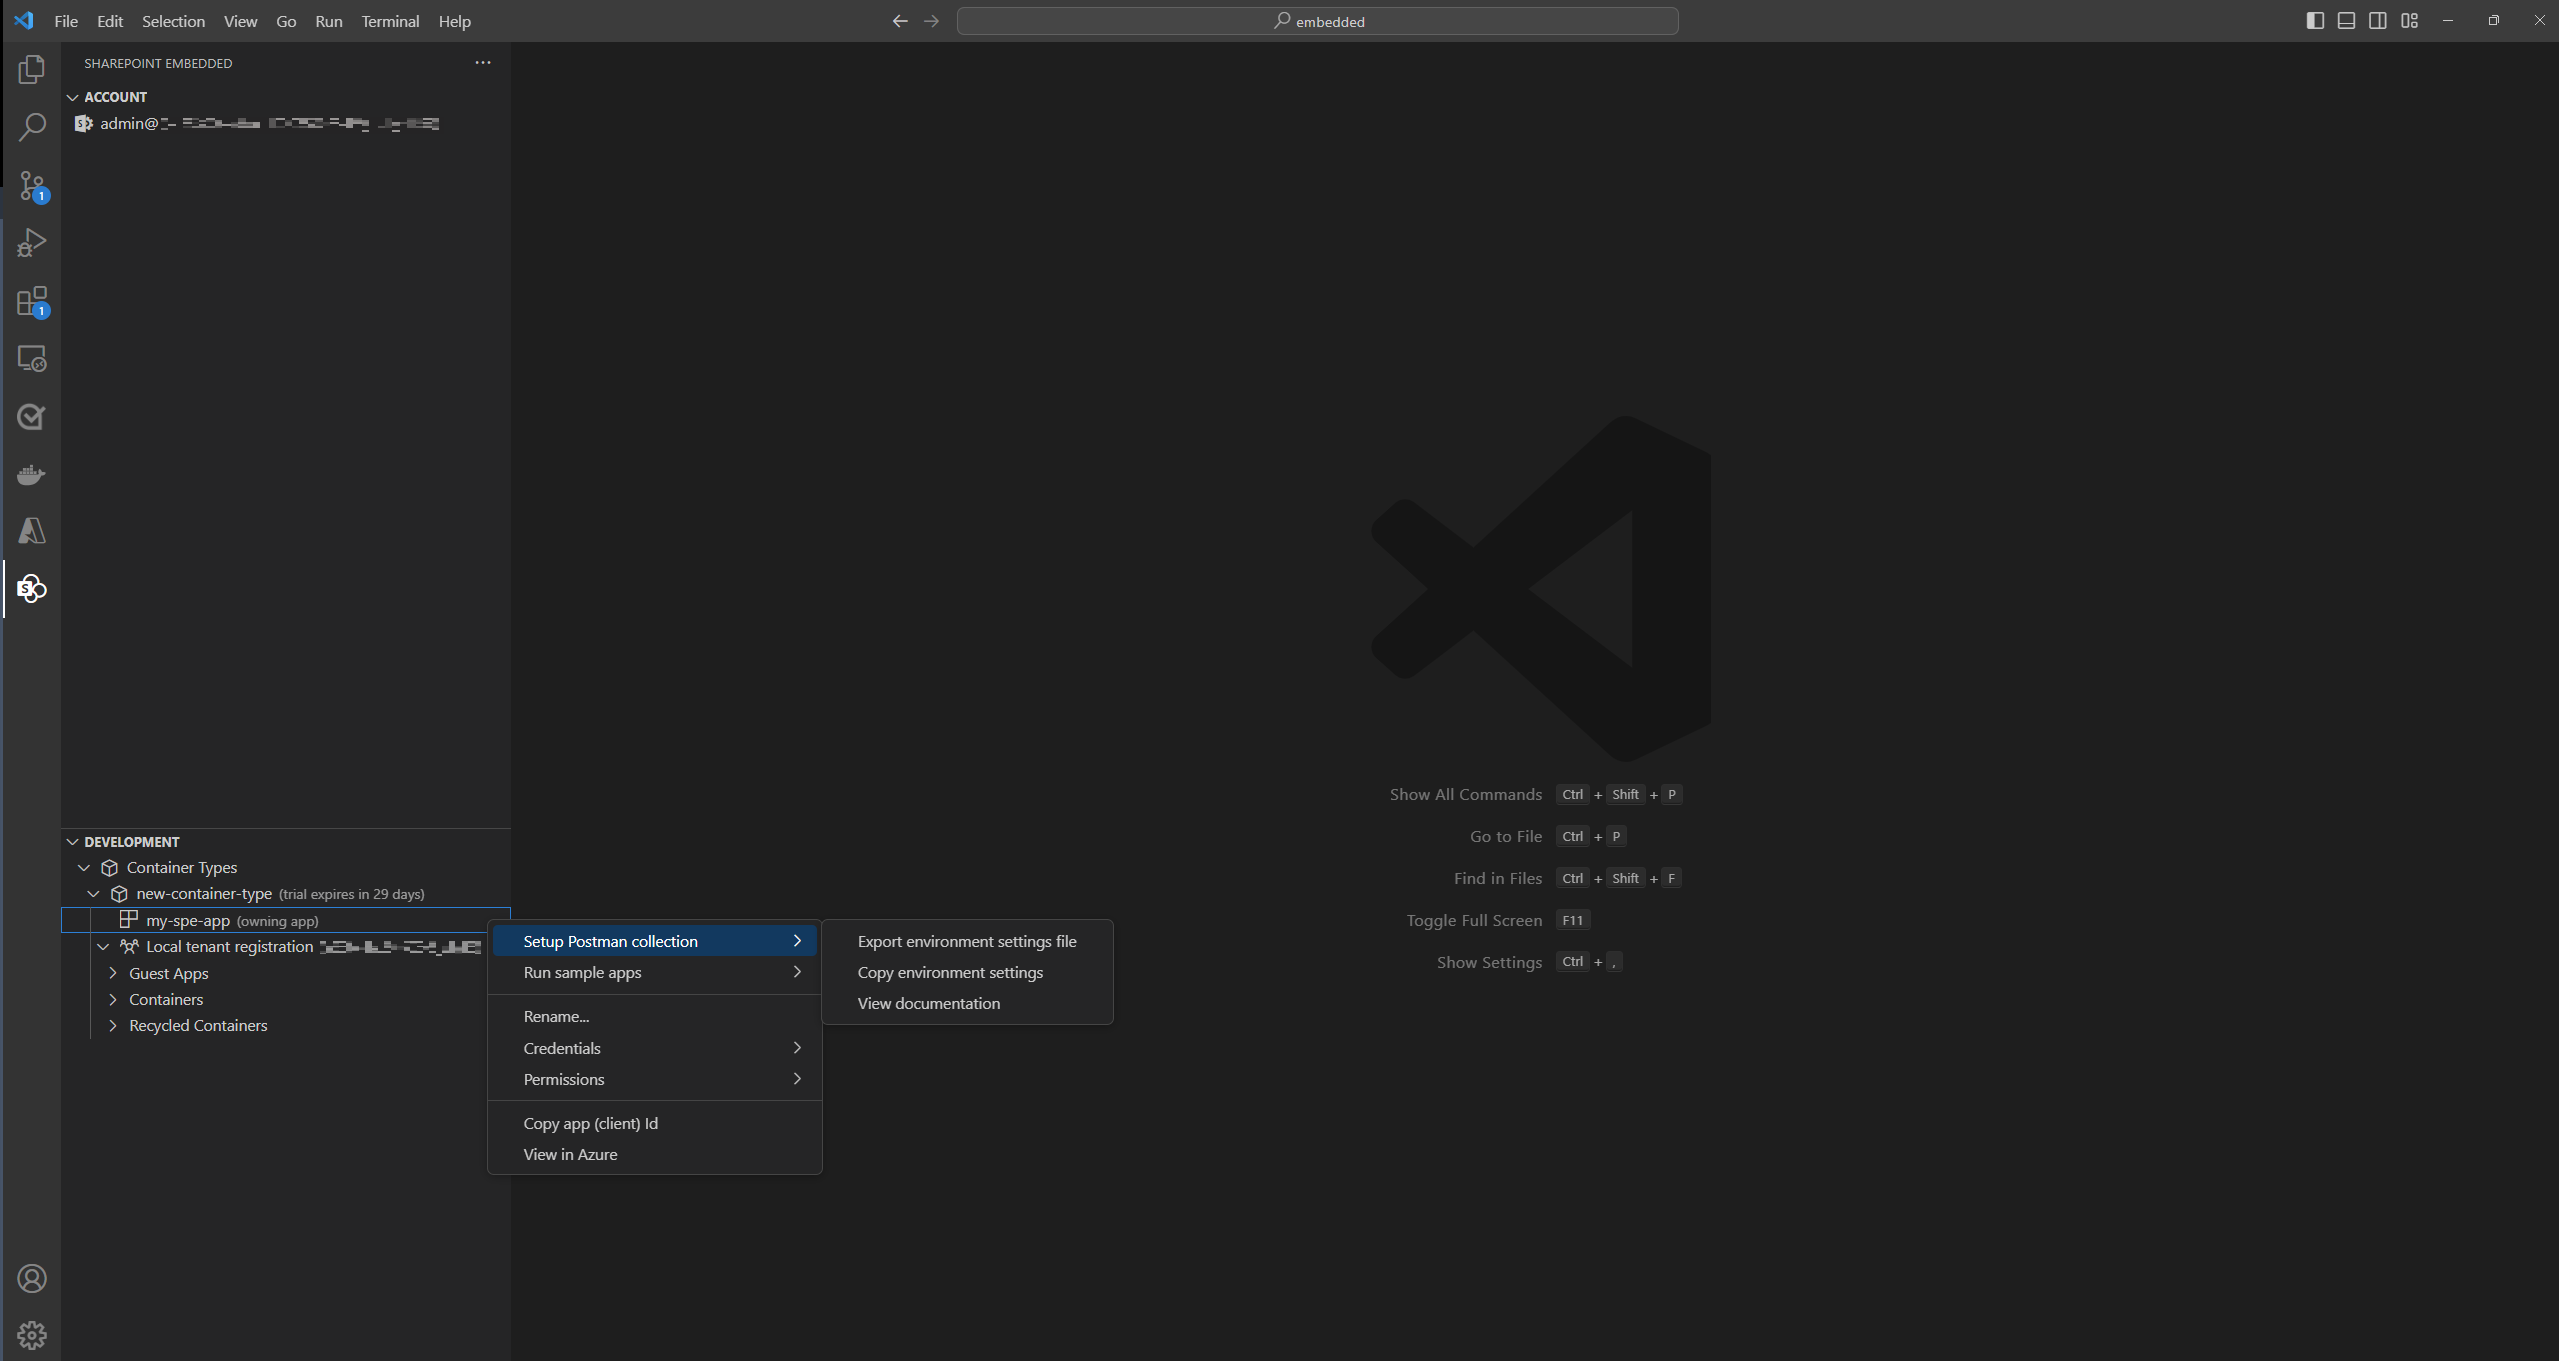 File Edit Selection View Go Run Terminal Help
embedded
SHAREPOINT EMBEDDED
ACCOUNT
admin@
1
1
DEVELOPMENT
Container Types
new-container-type (trial expires in 29 days)
my-spe-app (owning app)
Local tenant registration
Guest Apps
Containers
Recycled Containers
Setup Postman collection
Run sample apps
Rename...
Credentials
Permissions
Copy app (client) Id
View in Azure
Export environment settings file
Copy environment settings
View documentation
Show All Commands Ctrl + Shift + P
Go to File Ctrl + P
Find in Files Ctrl + Shift + F
Toggle Full Screen F11
Show Settings Ctrl + ,